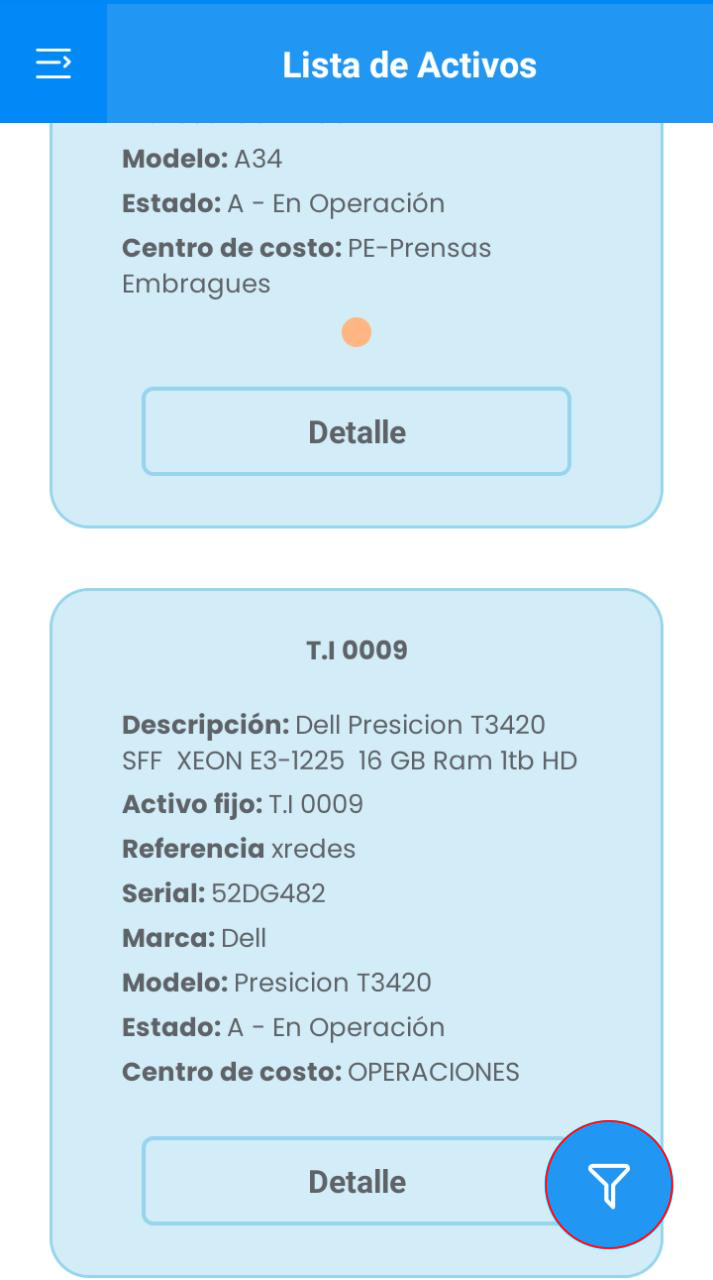 Lista de Activos
Modelo: A34
Estado: A - En Operación
Centro de costo: PE-Prensas
Embragues
Detalle
T.I 0009
Descripción: Dell Presicion T3420
SFF  XEON E3-1225  16 GB Ram 1tb HD
Activo fijo: T.I 0009
Referencia xredes
Serial: 52DG482
Marca: Dell
Modelo: Presicion T3420
Estado: A - En Operación
Centro de costo: OPERACIONES
Detalle